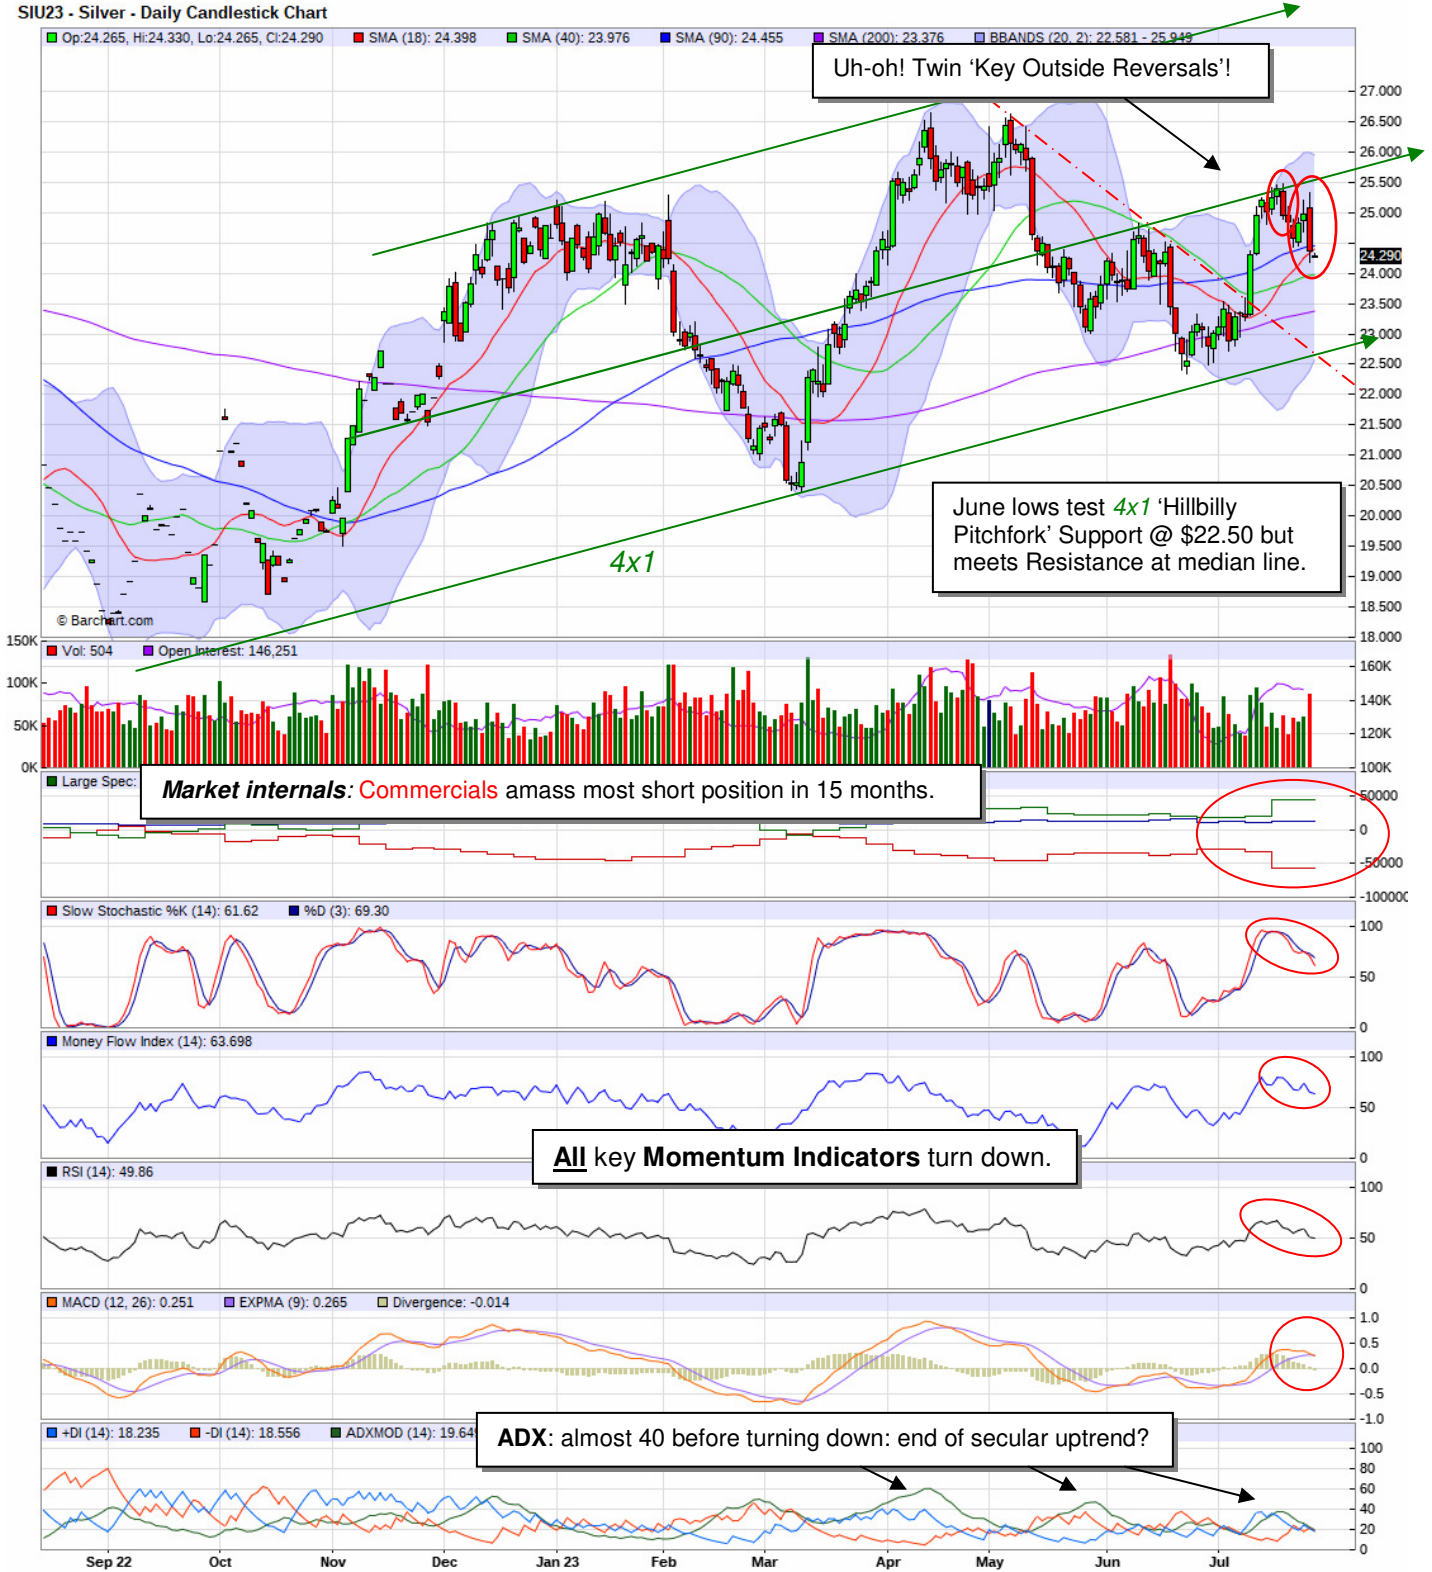 SIU23 - Silver - Daily Candlestick Chart
Op:24.265, Hi:24.330, Lo:24.265, Cl:24.290 SMA (18): 24.398 SMA (40): 23.976 SMA (90): 24.455 SMA (200): 23.376 BBANDS (20, 2): 22.581 - 25.949
Uh-oh! Twin ‘Key Outside Reversals’!
27.000
26.500
26.000
25.500
25.000
24.290
24.000
23.500
23.000
22.500
22.000
21.500
21.000
20.500
20.000
19.500
19.000
18.500
18.000
June lows test 4x1 ‘Hillbilly
Pitchfork’ Support @ $22.50 but
meets Resistance at median line.
4x1
© Barchart.com
Vol: 504 Open Interest: 146,251
150K
100K
50K
0K
160K
140K
120K
100K
Large Spec:
Market internals: Commercials amass most short position in 15 months.
50000
0
-50000
-100000
Slow Stochastic %K (14): 61.62 %D (3): 69.30
100
50
0
Money Flow Index (14): 63.698
100
50
0
All key Momentum Indicators turn down.
RSI (14): 49.86
100
50
0
MACD (12, 26): 0.251 EXPMA (9): 0.265 Divergence: -0.014
1.0
0.5
0.0
-0.5
-1.0
+DI (14): 18.235 -DI (14): 18.556 ADXMOD (14): 19.649
ADX: almost 40 before turning down: end of secular uptrend?
100
80
60
40
20
0
Sep 22 Oct Nov Dec Jan 23 Feb Mar Apr May Jun Jul